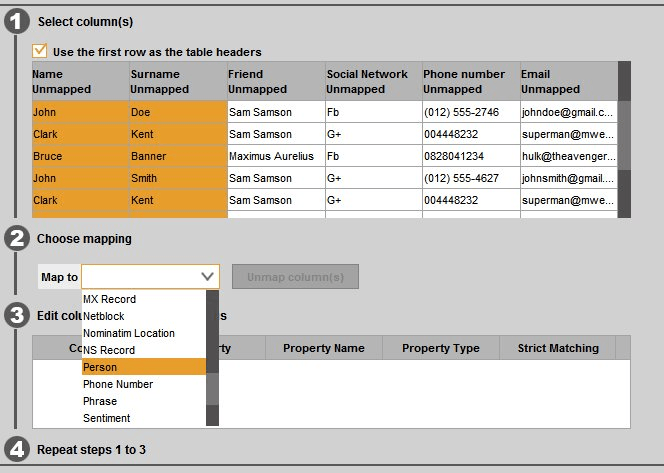 1 Select column(s)
Use the first row as the table headers
Name Surname Friend Social Network Phone number Email
Unmapped Unmapped Unmapped Unmapped Unmapped Unmapped
John Doe Sam Samson Fb (012) 555-2746 johndoe@gmail.c...
Clark Kent Sam Samson G+ 004448232 superman@mwe...
Bruce Banner Maximus Aurelius Fb 0828041234 hulk@theavenger...
John Smith Sam Samson G+ (012) 555-4627 johnsmith@gmail....
Clark Kent Sam Samson G+ 004448232 superman@mwe...
2 Choose mapping
Map to Unmap column(s)
MX Record
3 Edit colu Netblock s
Nominatim Location
Co NS Record rty Property Name Property Type Strict Matching
Person
Phone Number
Phrase
Sentiment
4 Repeat steps 1 to 3